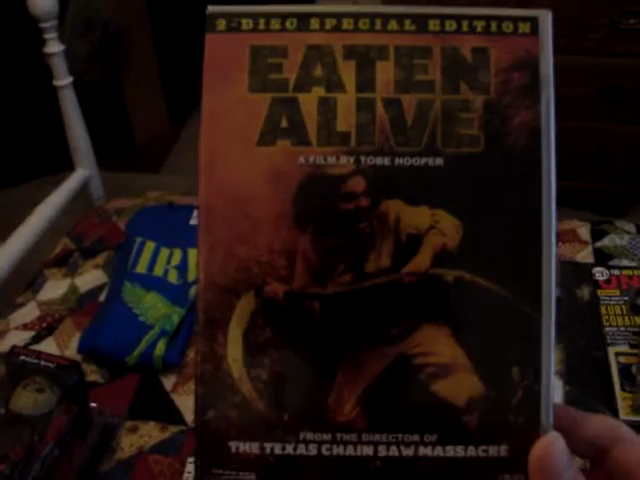 2-DISC SPECIAL EDITION
EATEN
ALIVE
A FILM BY TOBE HOOPER
FROM THE DIRECTOR OF
THE TEXAS CHAIN SAW MASSACRE
KURT
COBAIN